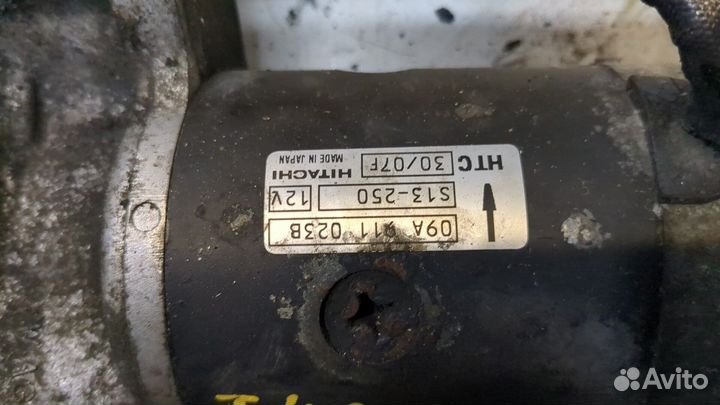 09A 911 023B
S13-250 12V
HTC 30/07F HITACHI
MADE IN JAPAN
Avito